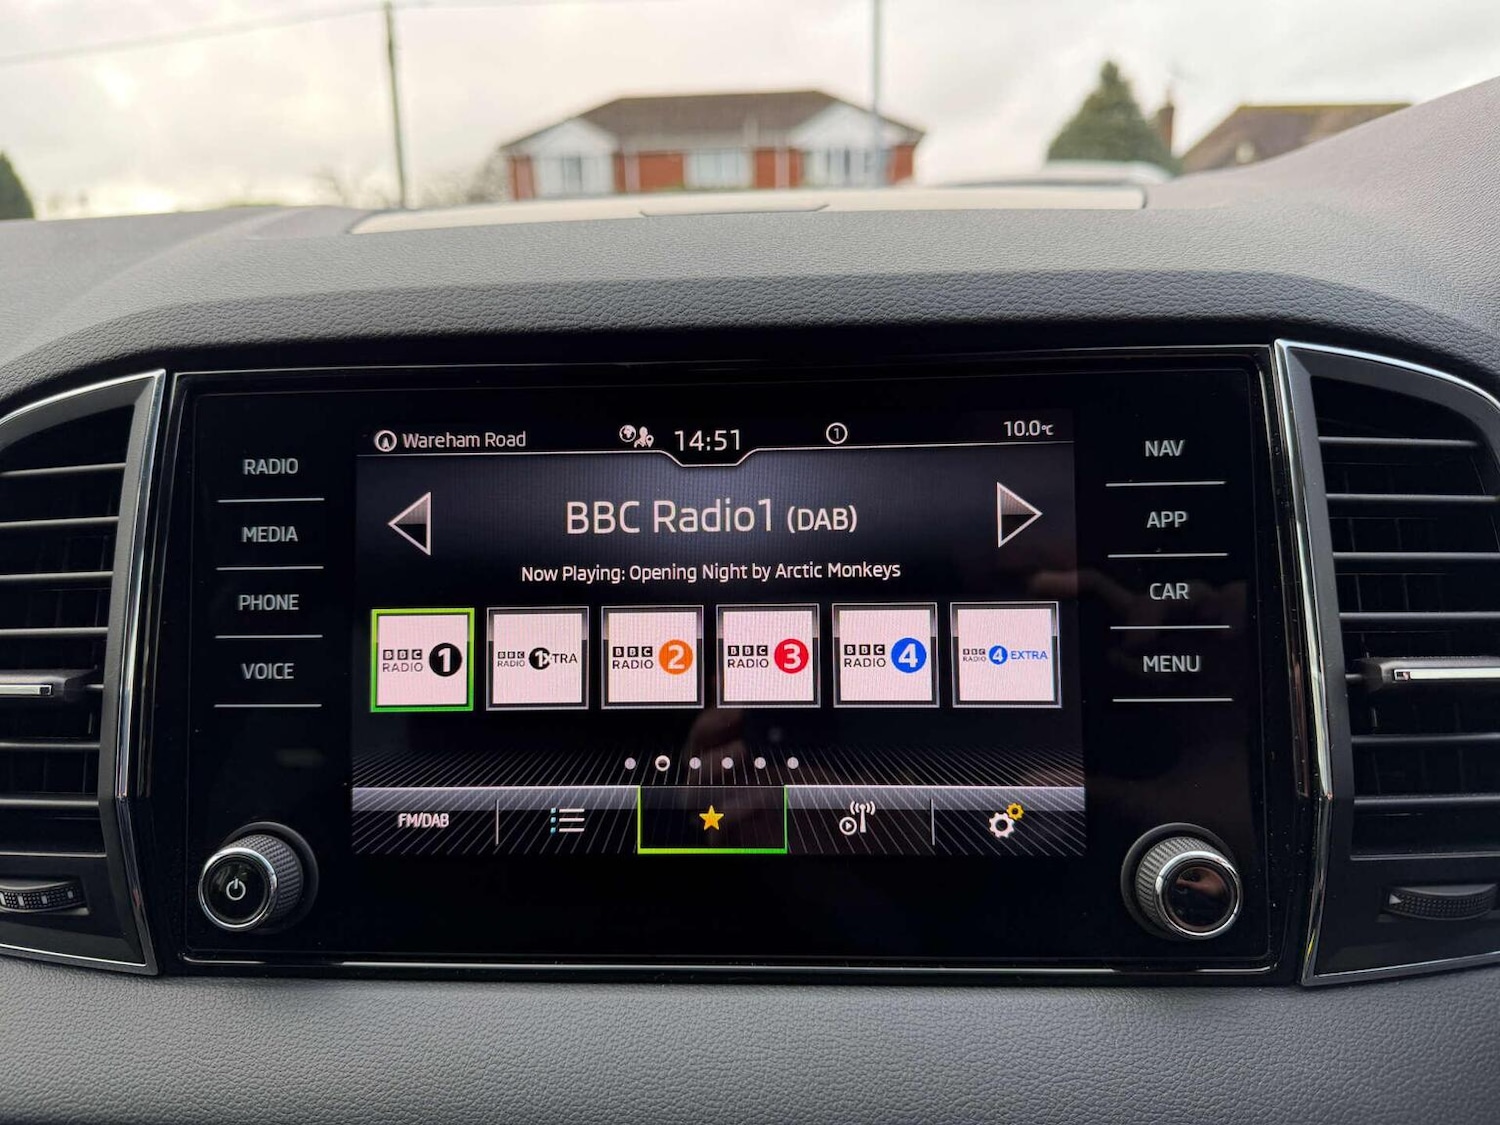 Wareham Road
14:51
1
10.0°C
RADIO
MEDIA
PHONE
VOICE
BBC Radio1 (DAB)
Now Playing: Opening Night by Arctic Monkeys
BBC RADIO 1
BBC RADIO 1XTRA
BBC RADIO 2
BBC RADIO 3
BBC RADIO 4
BBC RADIO 4 EXTRA
FM/DAB
NAV
APP
CAR
MENU